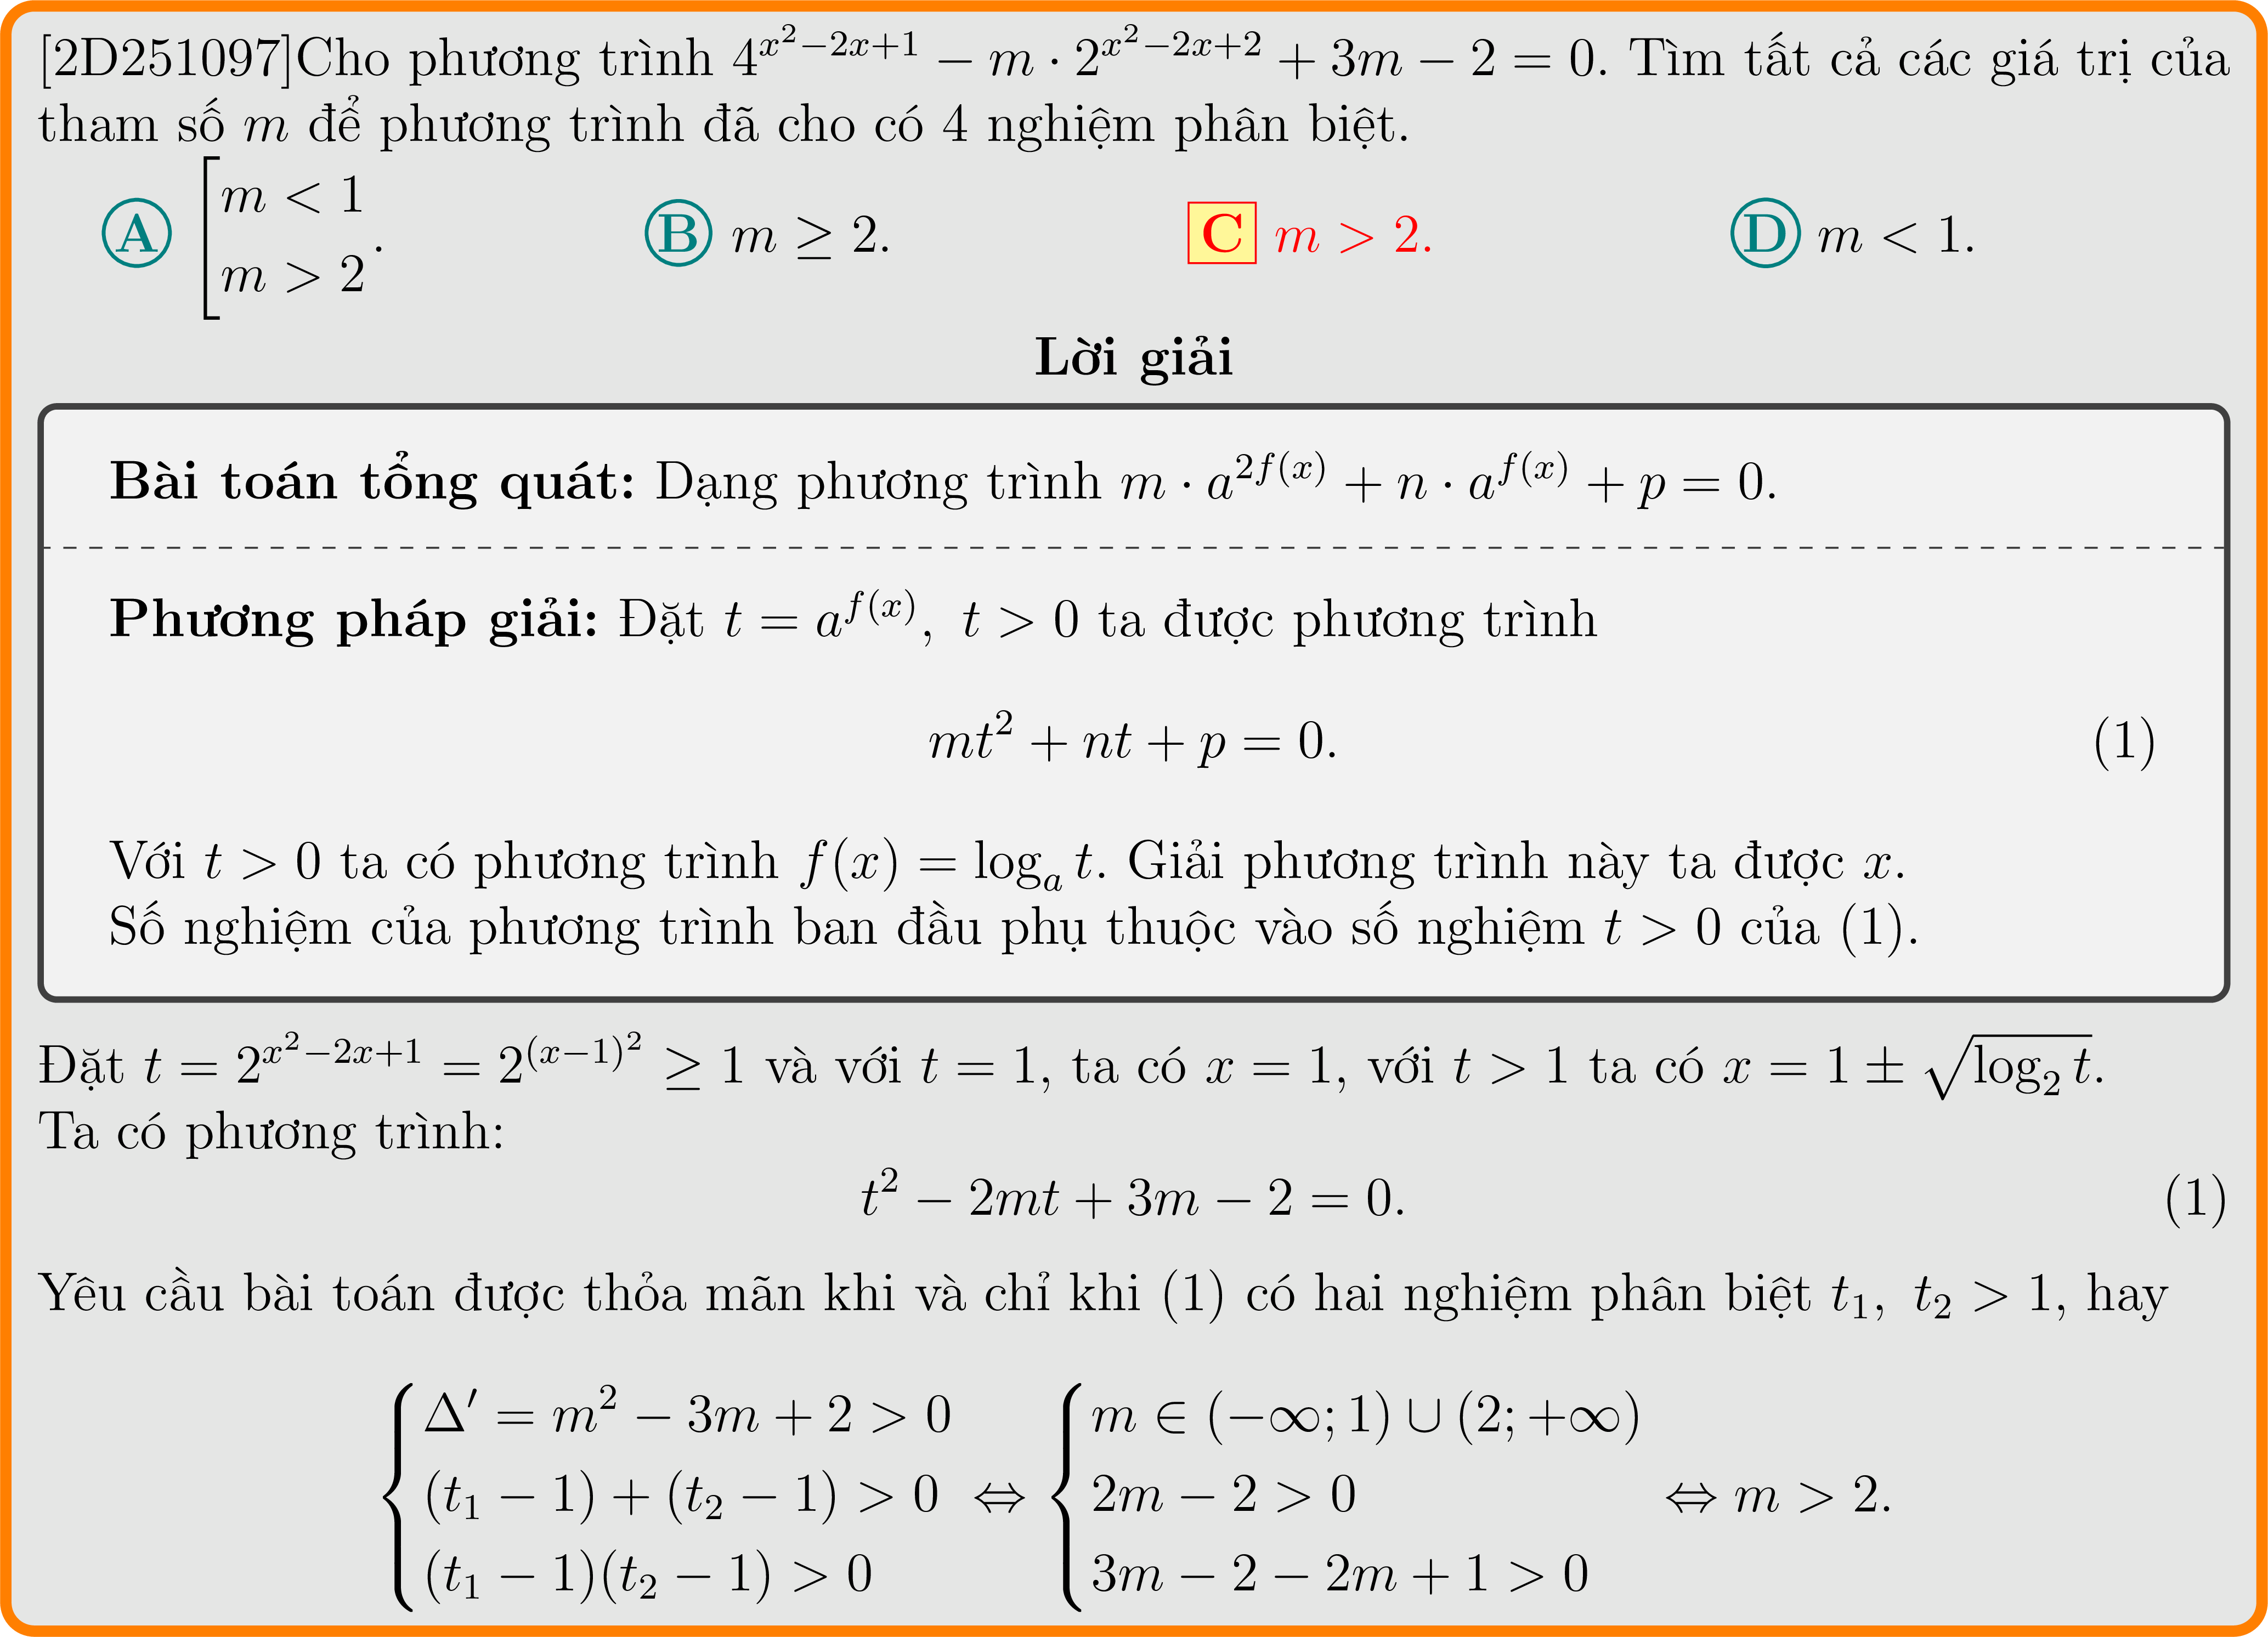 [2D251097]Cho phương trình $4^{x^2-2x+1} - m \cdot 2^{x^2-2x+2} + 3m - 2 = 0$. Tìm tất cả các giá trị của
tham số $m$ để phương trình đã cho có 4 nghiệm phân biệt.
A $\left[\begin{array}{l} m < 1 \\ m > 2 \end{array}\right.$. B $m \geq 2$. C $m > 2$. D $m < 1$.
Lời giải
Bài toán tổng quát: Dạng phương trình $m \cdot a^{2f(x)} + n \cdot a^{f(x)} + p = 0$.
Phương pháp giải: Đặt $t = a^{f(x)},\ t > 0$ ta được phương trình
$mt^2 + nt + p = 0.$ (1)
Với $t > 0$ ta có phương trình $f(x) = \log_a t$. Giải phương trình này ta được $x$.
Số nghiệm của phương trình ban đầu phụ thuộc vào số nghiệm $t > 0$ của (1).
Đặt $t = 2^{x^2-2x+1} = 2^{(x-1)^2} \geq 1$ và với $t = 1$, ta có $x = 1$, với $t > 1$ ta có $x = 1 \pm \sqrt{\log_2 t}$.
Ta có phương trình:
$t^2 - 2mt + 3m - 2 = 0.$ (1)
Yêu cầu bài toán được thỏa mãn khi và chỉ khi (1) có hai nghiệm phân biệt $t_1,\ t_2 > 1$, hay
$\begin{cases} \Delta' = m^2 - 3m + 2 > 0 \\ (t_1 - 1) + (t_2 - 1) > 0 \\ (t_1 - 1)(t_2 - 1) > 0 \end{cases} \Leftrightarrow \begin{cases} m \in (-\infty; 1) \cup (2; +\infty) \\ 2m - 2 > 0 \\ 3m - 2 - 2m + 1 > 0 \end{cases} \Leftrightarrow m > 2.$